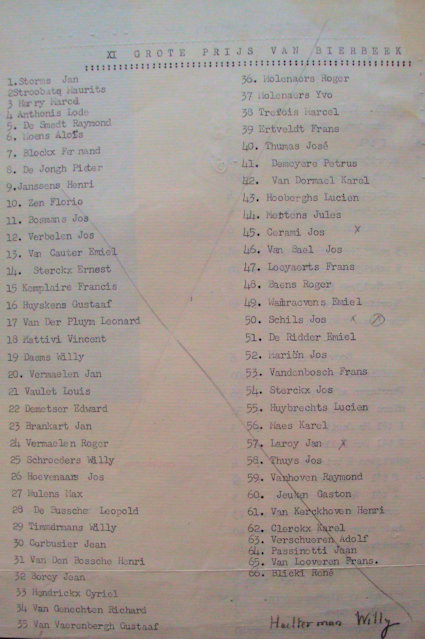 XI GROTE PRIJS VAN BIERBEEK
1. Storms Jan
2 Stroobats Maurits
3 Harry Marcel
4 Anthonis Lode
5. De Smedt Raymond
6. Moens Aloïs
7. Blockx Fernand
8. De Jongh Pieter
9. Janssens Henri
10. Zen Florio
11. Bosmans Jos
12. Verbelen Jos
13. Van Cauter Emiel
14. Sterckx Ernest
15 Kemplaire Francis
16 Huyskens Gustaaf
17 Van Der Pluym Leonard
18 Mattivi Vincent
19 Daems Willy
20. Vermaelen Jan
21 Vaulet Louis
22 Demetser Edward
23 Brankart Jan
24 Vermaelen Roger
25 Schroeders Willy
26 Hoevenaars Jos
27 Mulens Max
28 De Busscher Leopold
29 Timmermans Willy
30 Corbusier Jean
31 Van Den Bossche Henri
32 Borcy Jean
33 Hendrickx Cyriel
34 Van Genechten Richard
35 Van Vaerenbergh Gustaaf
36. Molenaers Roger
37 Molenaers Yvo
38 Trefois Marcel
39 Ertveldt Frans
40. Thumas José
41. Demeyere Petrus
42. Van Dormael Karel
43. Hooberghs Lucien
44. Mertens Jules
45. Cerami Jos X
46. Van Bael Jos
47. Looyaerts Frans
48. Baens Roger
49. Wambraevens Emiel
50. Schils Jos X
51. De Ridder Emiel
52. Mariën Jos
53. Vandenbosch Frans
54. Sterckx Jos
55. Huybrechts Lucien
56. Maes Karel
57. Laroy Jan X
58. Thuys Jos
59. Vanhoven Raymond
60. Jeuken Gaston
61. Van Kerckhoven Henri
62. Clerckx Karel
63. Verschueren Adolf
64. Passinotti Jaan
65. Van Looveren Frans.
66. Blicki René
Haelterman Willy